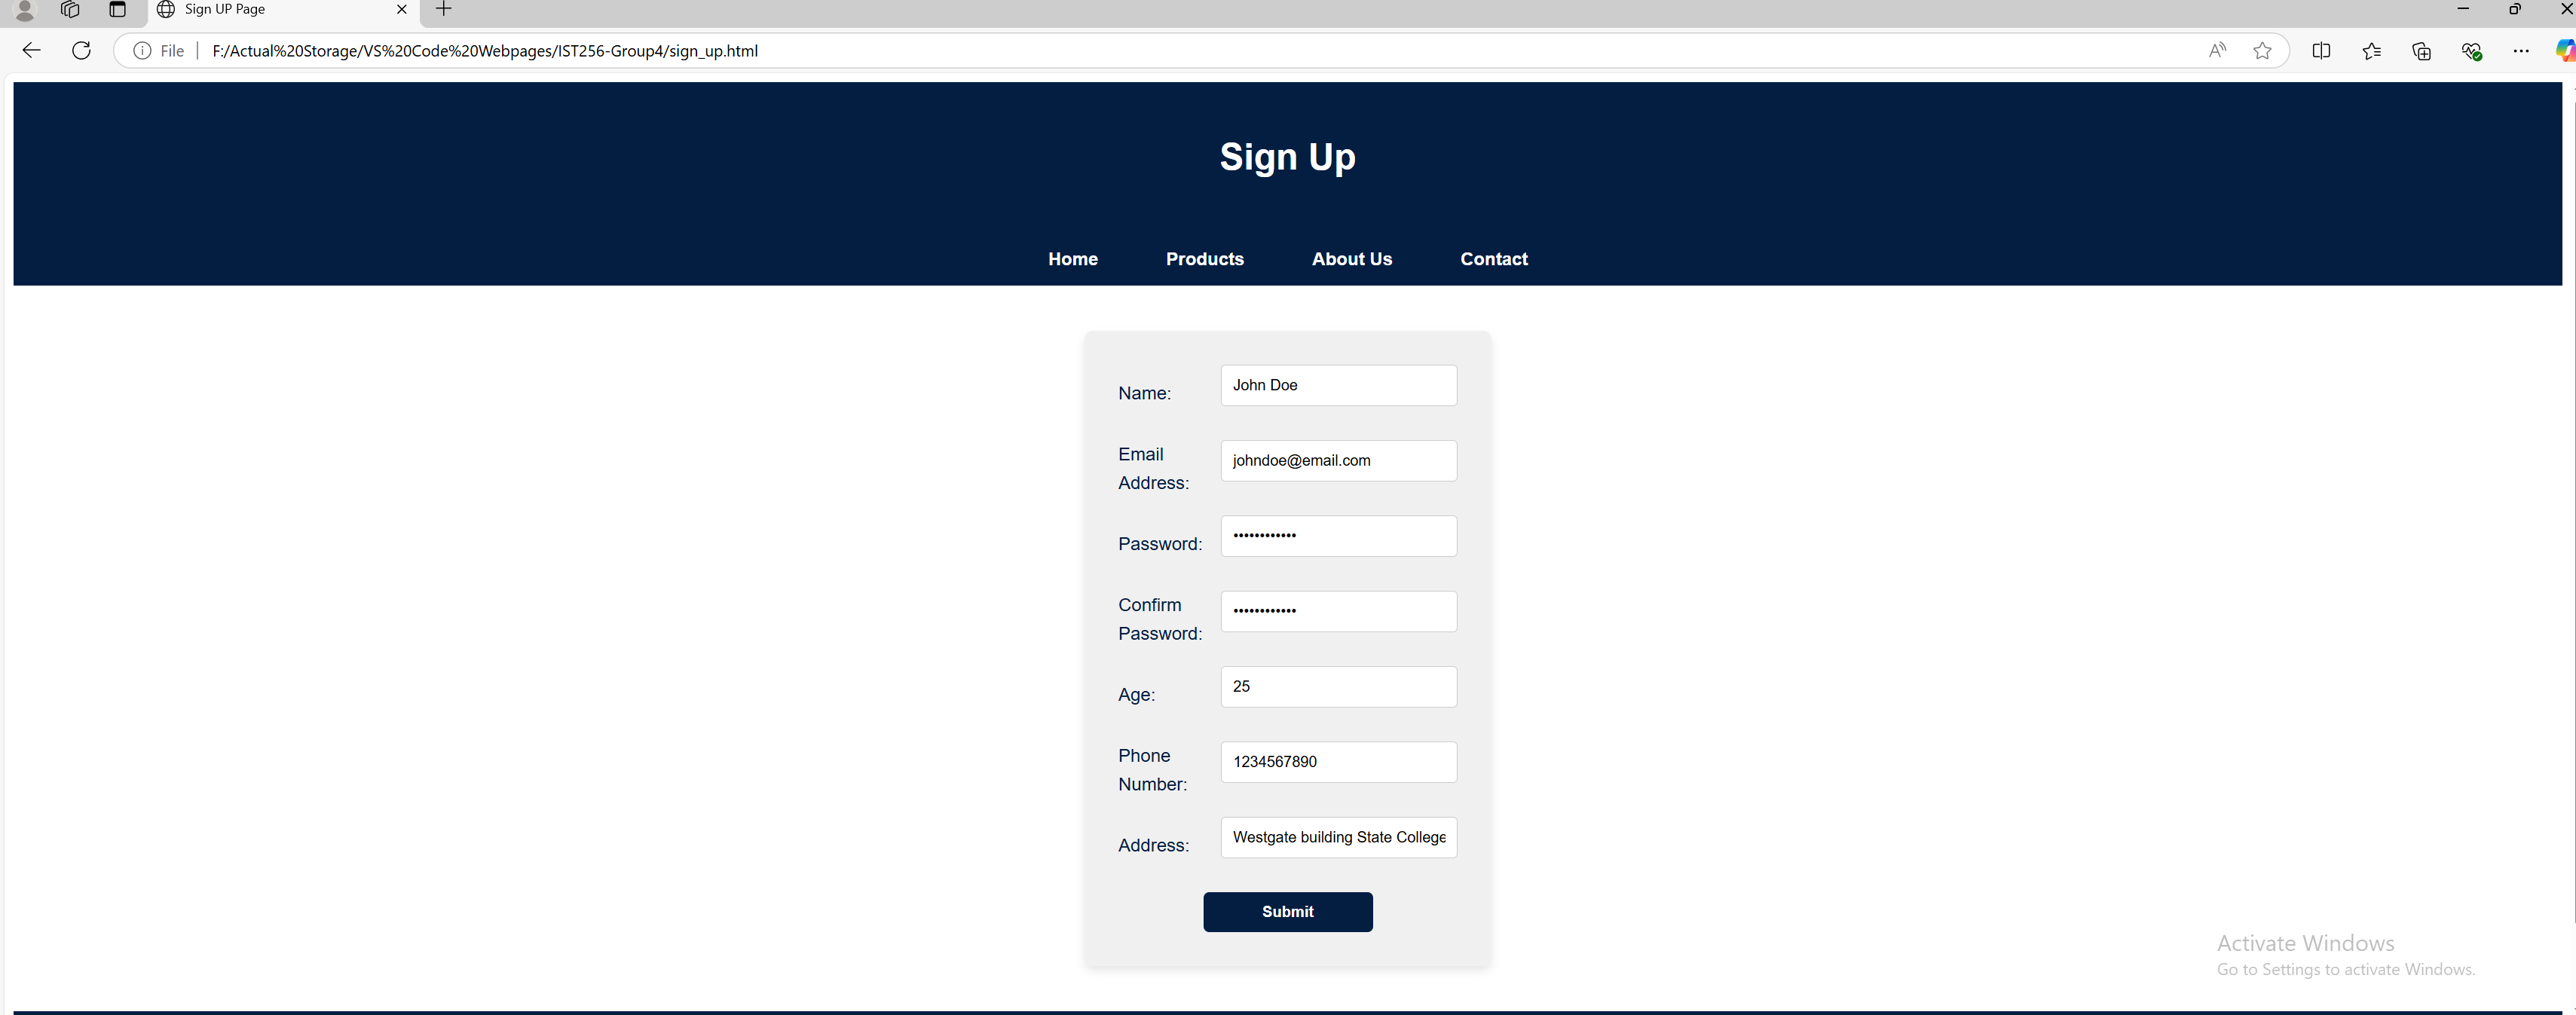 Sign UP Page
File F:/Actual%20Storage/VS%20Code%20Webpages/IST256-Group4/sign_up.html
Sign Up
Home Products About Us Contact
Name: John Doe
Email Address: johndoe@email.com
Password: ••••••••••••
Confirm Password: ••••••••••••
Age: 25
Phone Number: 1234567890
Address: Westgate building State College
Submit
Activate Windows
Go to Settings to activate Windows.